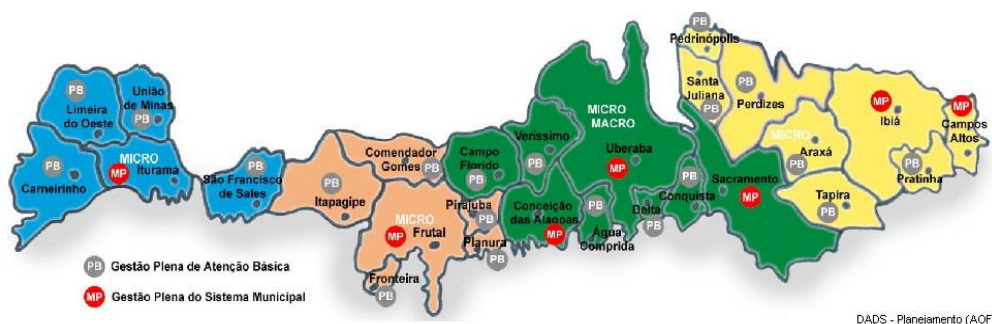 PB
Limeira
do Oeste
União
de Minas
PB
PB
Carneirinho
MICRO
MP
Iturama
PB
São Francisco
de Sales
PB
Itapagipe
Comendador
Gomes
PB
MICRO
MP
Frutal
Fronteira
PB
Pirajuba
PB
Planura
PB
Campo
Florido
PB
Veríssimo
PB
Conceição
das Alagoas
MP
MICRO
MACRO
Uberaba
MP
PB
Água
Comprida
Delta
PB
PB
Conquista
Sacramento
MP
PB
Pedrinópolis
Santa
Juliana
PB
PB
Perdizes
MICRO
Araxá
PB
Tapira
PB
MP
Ibiá
PB
Pratinha
MP
Campos
Altos
PB Gestão Plena de Atenção Básica
MP Gestão Plena do Sistema Municipal
DADS - Planejamento (AOF